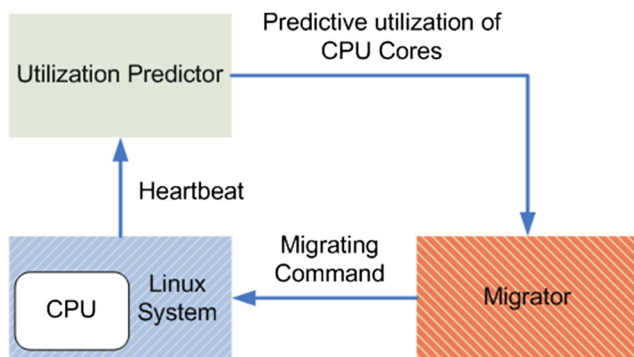 Predictive utilization of
CPU Cores
Utilization Predictor
Heartbeat
Migrating
Command
Linux
System
CPU
Migrator